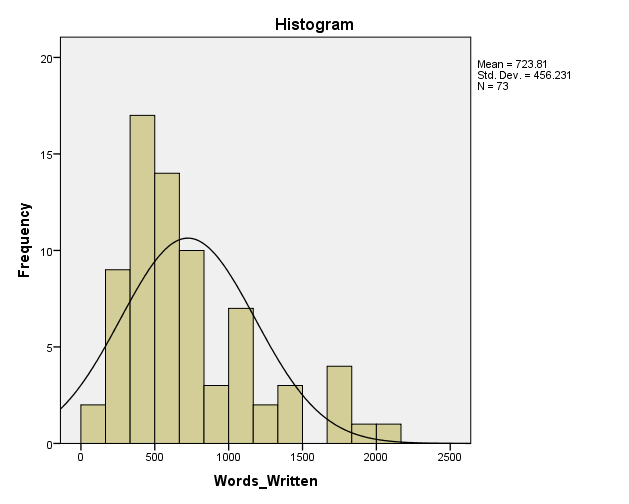 Histogram
Mean = 723.81
Std. Dev. = 456.231
N = 73
Frequency
20
15
10
5
0
0 500 1000 1500 2000 2500
Words_Written